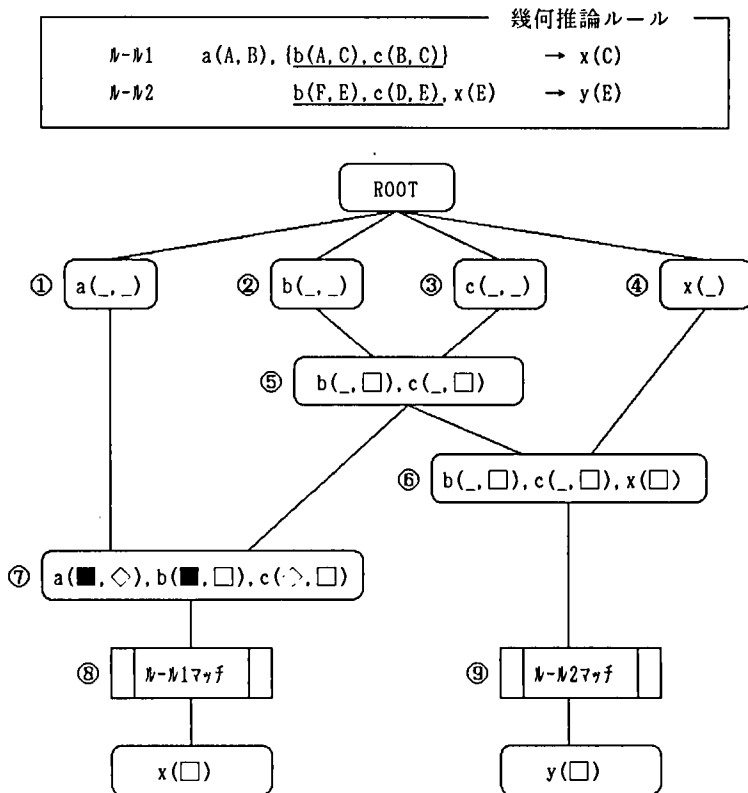 幾何推論ルール
ルール1 a(A,B), {b(A,C), c(B,C)} → x(C)
ルール2 b(F,E), c(D,E), x(E) → y(E)
ROOT
① a(_,_) ② b(_,_) ③ c(_,_) ④ x(_)
⑤ b(_,□), c(_,□)
⑥ b(_,□), c(_,□), x(□)
⑦ a(■,◇), b(■,□), c(◇,□)
⑧ ルール1マッチ ⑨ ルール2マッチ
x(□) y(□)